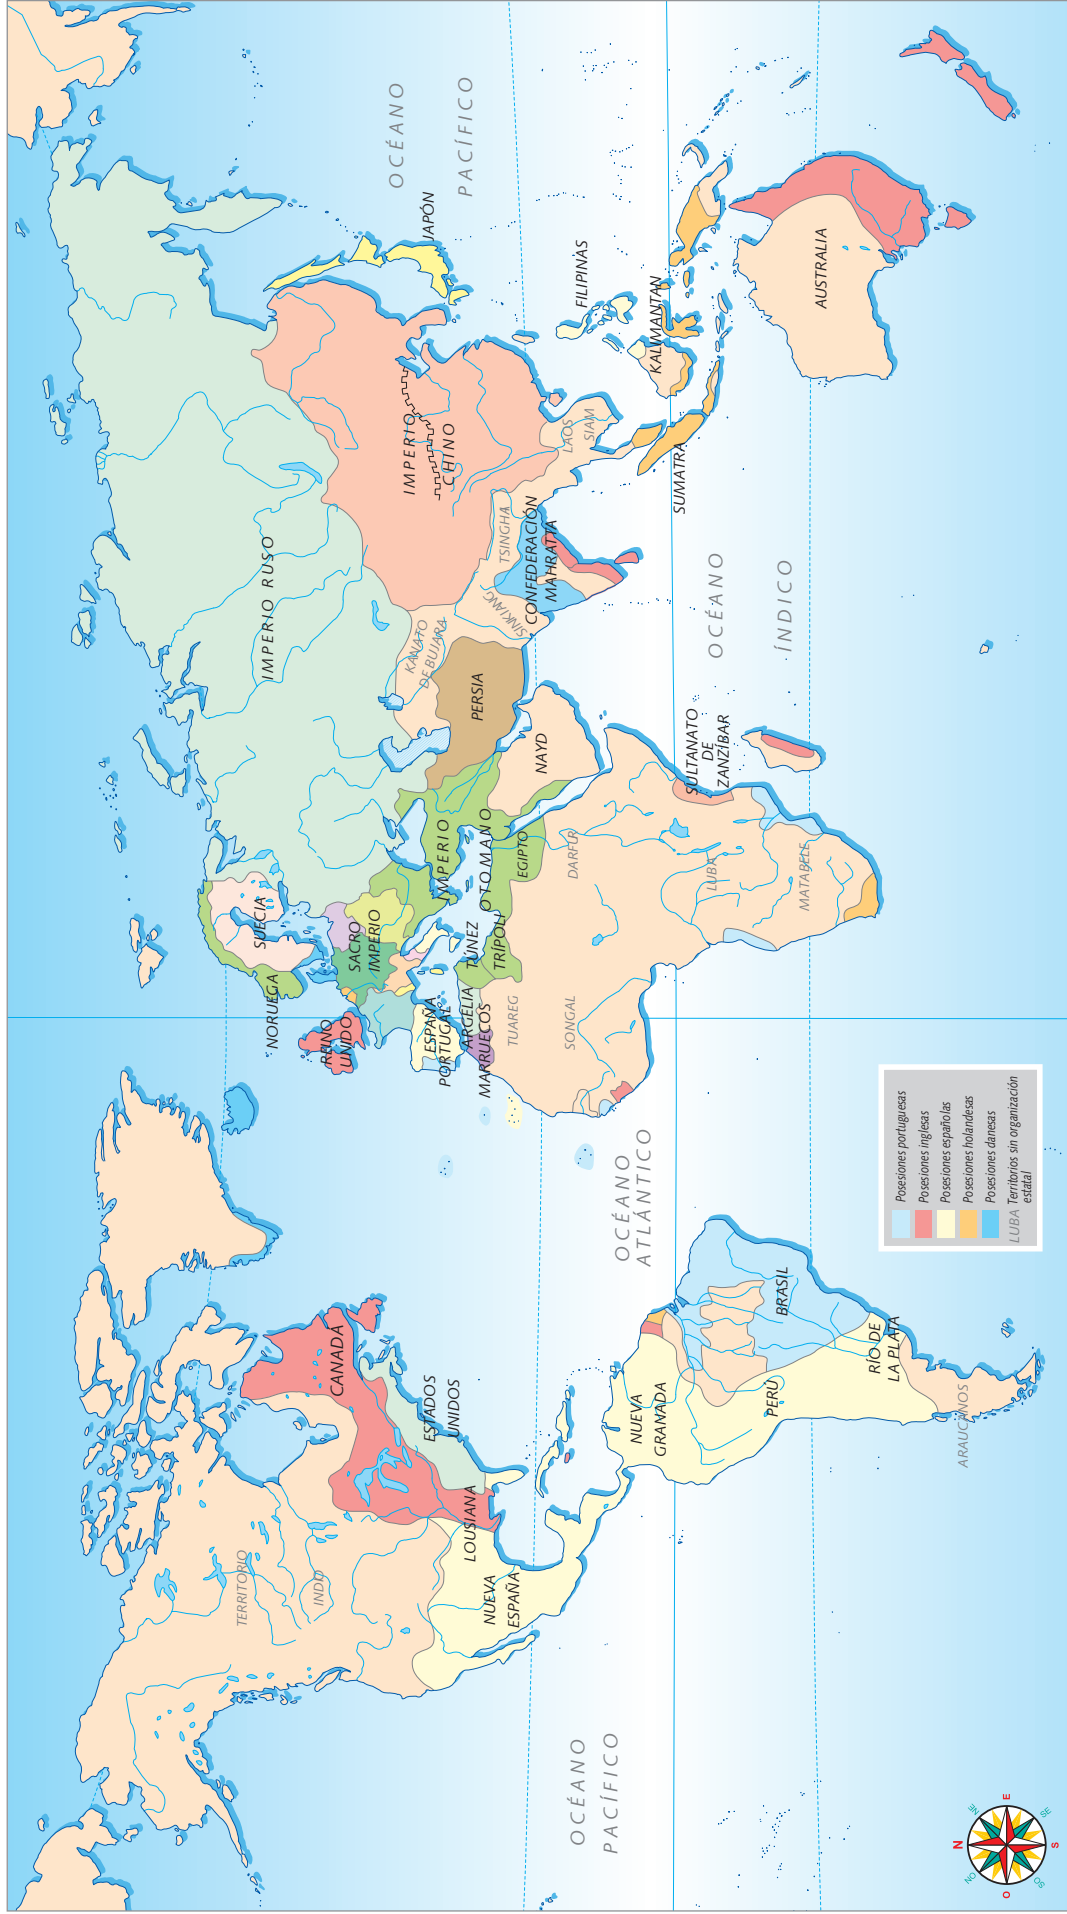 OCÉANO
PACÍFICO
TERRITORIO
INDIO
CANADÁ
ESTADOS
UNIDOS
LOUSIANA
NUEVA
ESPAÑA
NUEVA
GRANADA
PERÚ
BRASIL
RÍO DE
LA PLATA
ARAUCANOS
OCÉANO
ATLÁNTICO
NORUEGA
SUECIA
REINO
UNIDO
SACRO
IMPERIO
ESPAÑA
PORTUGAL
ARGELIA
MARRUECOS
TÚNEZ
TRÍPOLI
IMPERIO
OTOMANO
EGIPTO
TUAREG
SONGAL
DARFUR
LUBA
MATABELE
SULTANATO
DE
ZANZÍBAR
NAYD
PERSIA
KANATO
DE BUJARA
SINKIANG
TSINGHA
CONFEDERACIÓN
MAHRATTA
IMPERIO RUSO
IMPERIO
CHINO
LAOS
SIAM
JAPÓN
FILIPINAS
KALIMANTAN
SUMATRA
AUSTRALIA
OCÉANO
PACÍFICO
OCÉANO
ÍNDICO
Posesiones portuguesas
Posesiones inglesas
Posesiones españolas
Posesiones holandesas
Posesiones danesas
LUBA Territorios sin organización
estatal
N
NE
E
SE
S
SO
O
NO